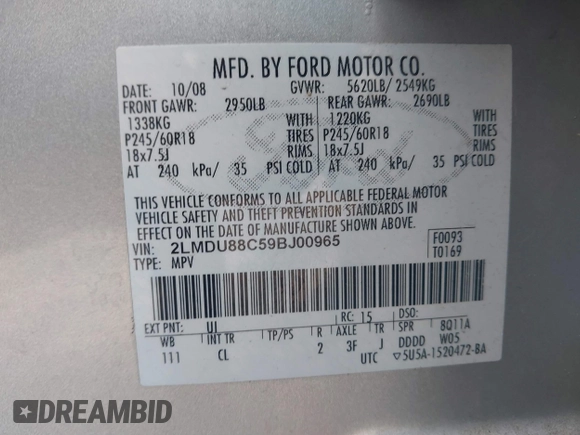 MFD. BY FORD MOTOR CO.
DATE: 10/08 GVWR: 5620LB/ 2549KG
FRONT GAWR: 2950LB REAR GAWR: 2690LB
1338KG WITH 1220KG WITH
P245/60R18 TIRES P245/60R18 TIRES
18x7.5J RIMS 18x7.5J RIMS
AT 240 kPa/ 35 PSI COLD AT 240 kPa/ 35 PSI COLD
THIS VEHICLE CONFORMS TO ALL APPLICABLE FEDERAL MOTOR
VEHICLE SAFETY AND THEFT PREVENTION STANDARDS IN
EFFECT ON THE DATE OF MANUFACTURE SHOWN ABOVE.
VIN: 2LMDU88C59BJ00965 F0093
TYPE: MPV T0169
EXT PNT: UI RC: 15 DSO:
WB INT TR TP/PS R AXLE TR SPR 8Q11A
111 CL 2 3F J DDDD W05
UTC 5U5A-1520472-BA
Ford
DREAMBID